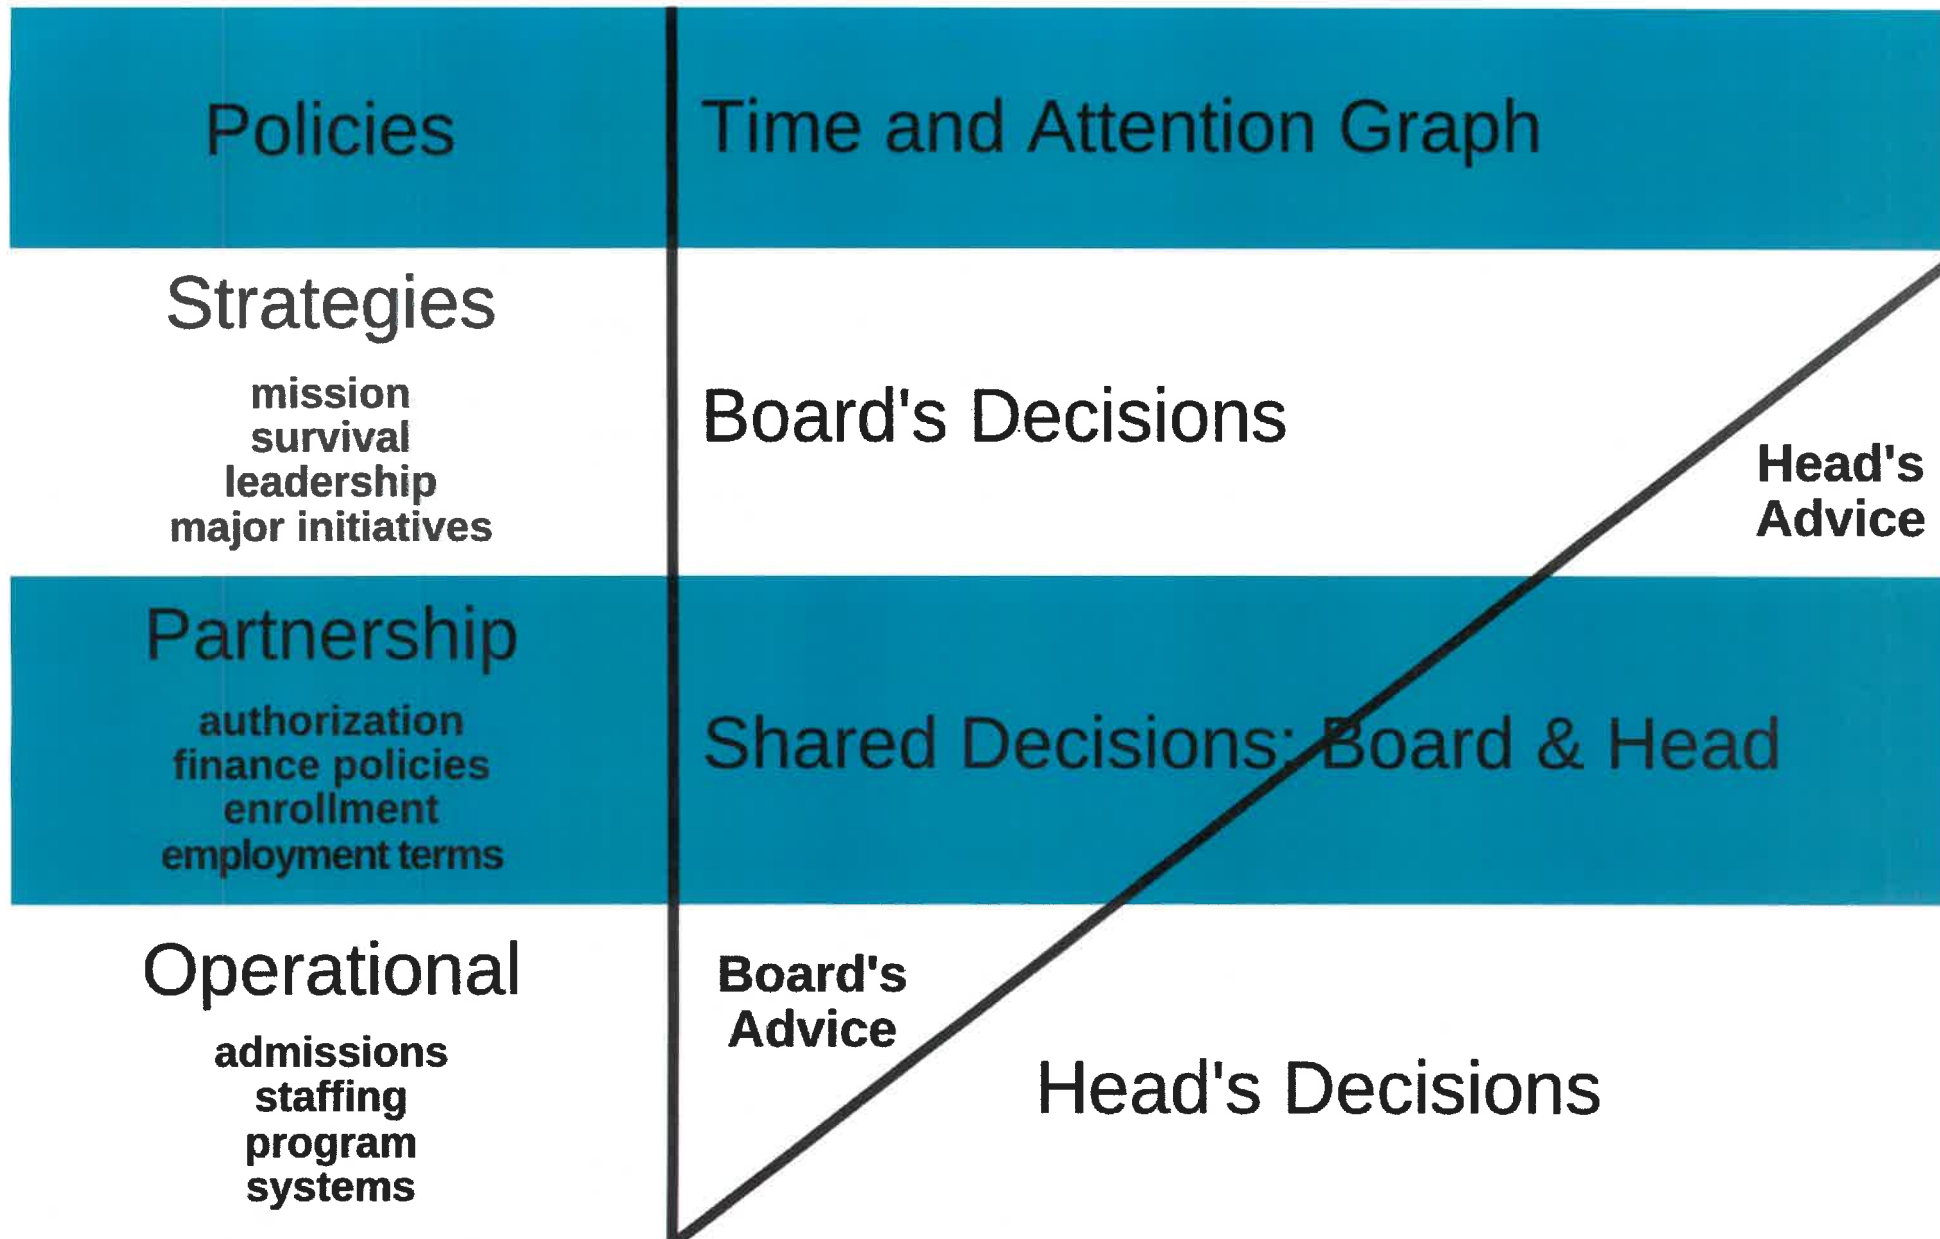 Policies
Time and Attention Graph
Strategies
mission
survival
leadership
major initiatives
Board's Decisions
Head's
Advice
Partnership
authorization
finance policies
enrollment
employment terms
Shared Decisions: Board & Head
Operational
admissions
staffing
program
systems
Board's
Advice
Head's Decisions